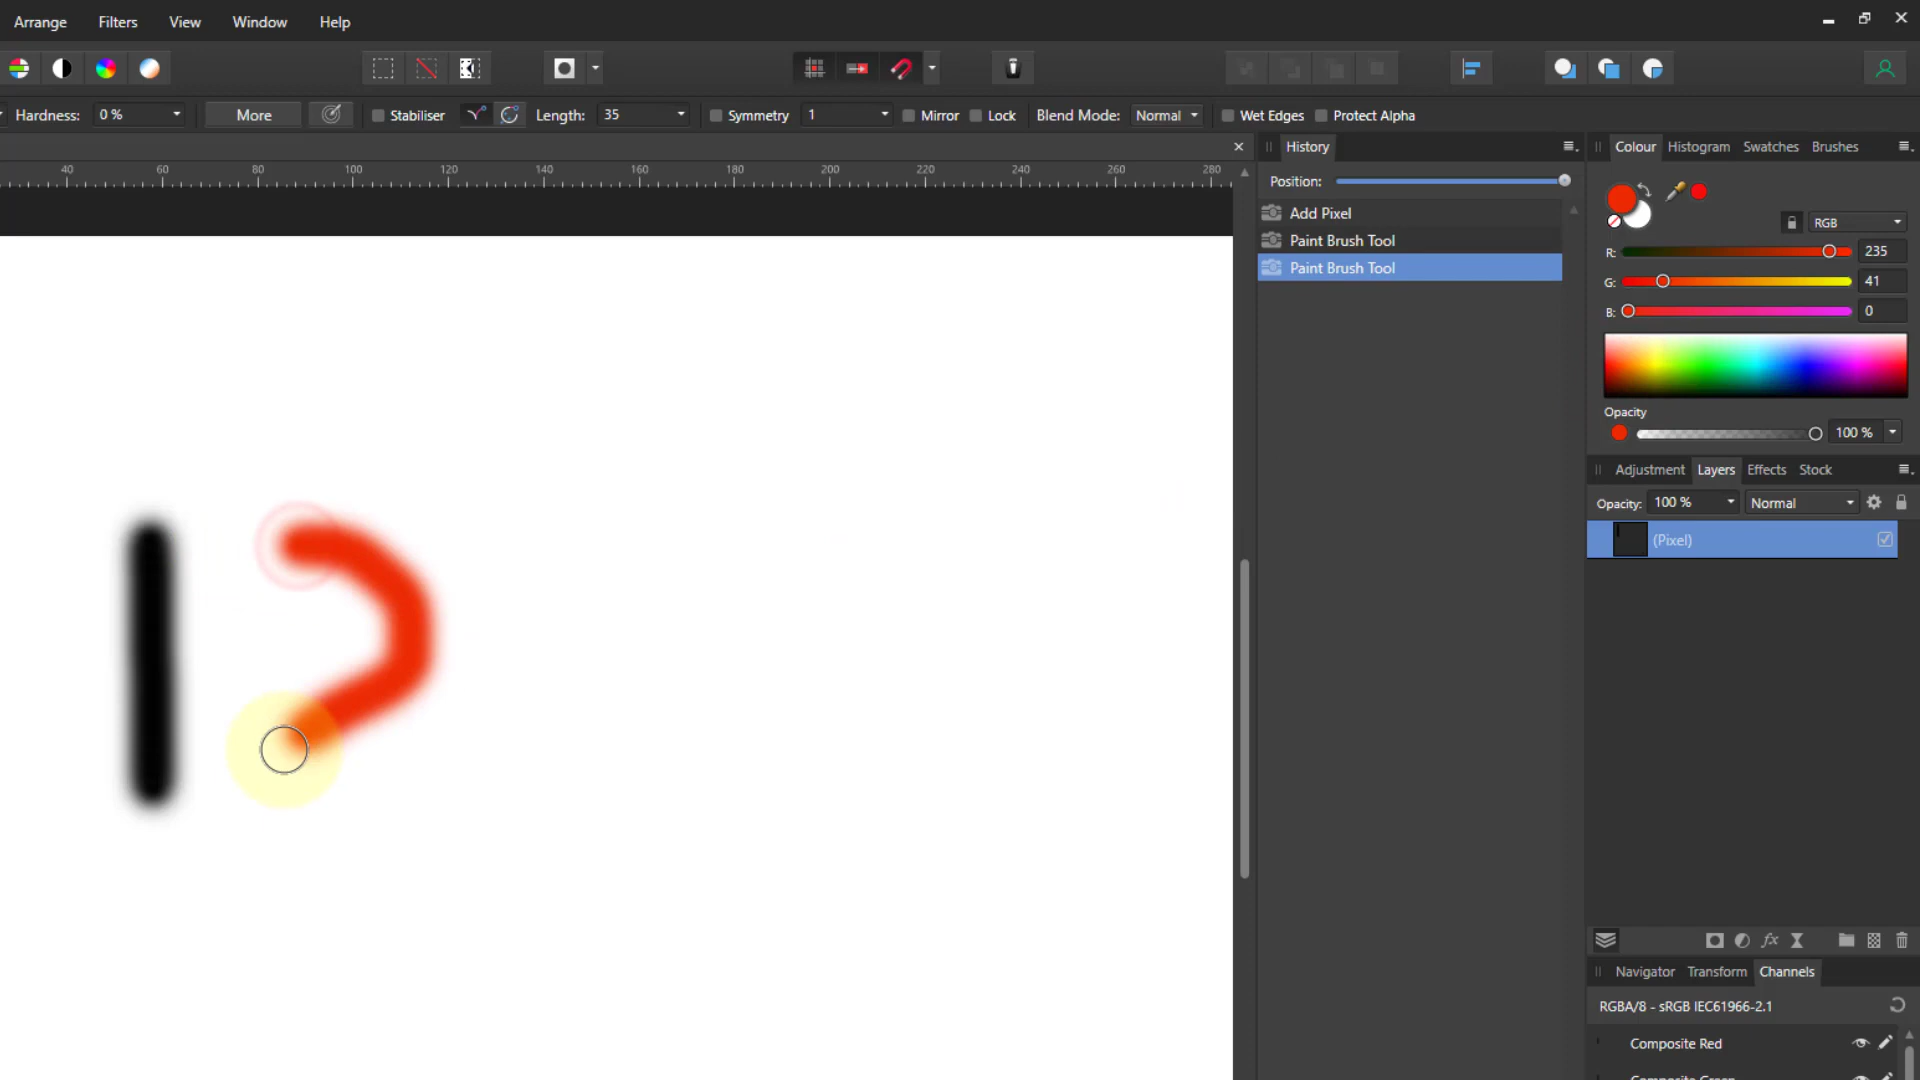 Arrange Filters View Window Help
Hardness: 0 % More Stabiliser Length: 35 Symmetry 1 Mirror Lock Blend Mode: Normal Wet Edges Protect Alpha
History
Colour Histogram Swatches Brushes
40 60 80 100 120 140 160 180 200 220 240 260 280
Position:
Add Pixel
Paint Brush Tool
Paint Brush Tool
RGB
R: 235
G: 41
B: 0
Opacity
100 %
Adjustment Layers Effects Stock
Opacity: 100 % Normal
(Pixel)
fx
Navigator Transform Channels
RGBA/8 - sRGB IEC61966-2.1
Composite Red